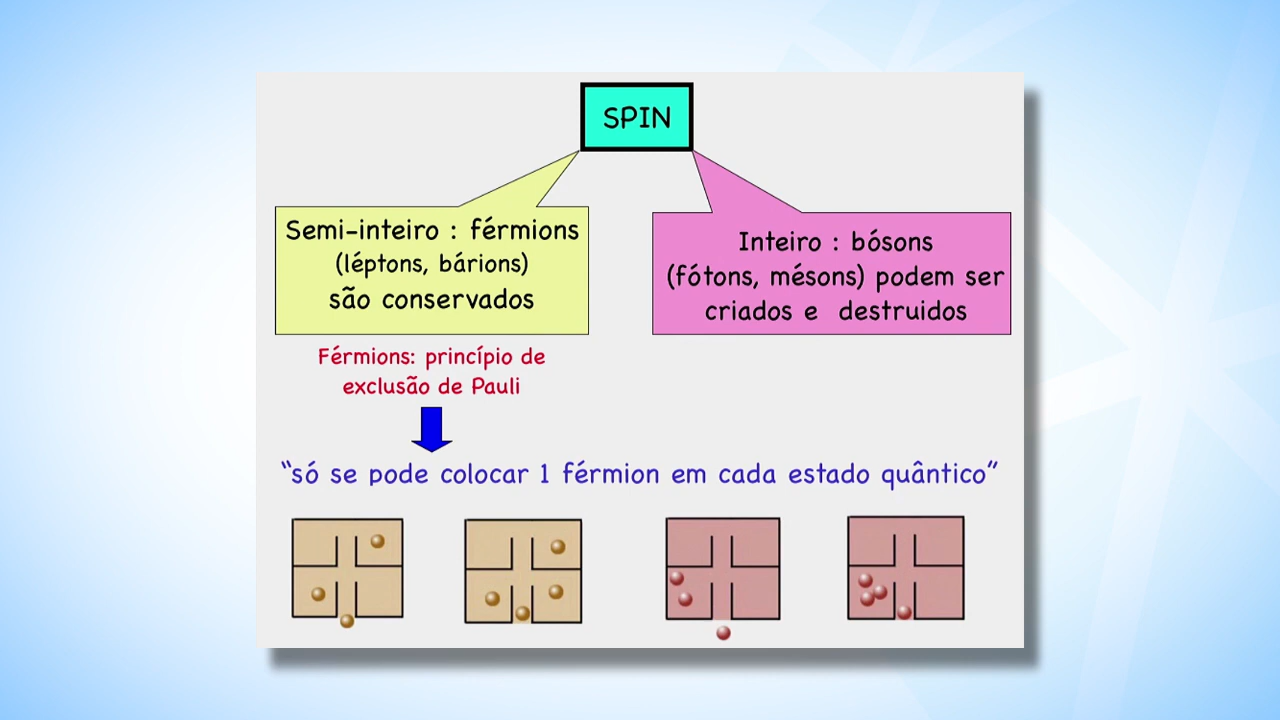 SPIN
Semi-inteiro : férmions
(léptons, bárions)
são conservados
Inteiro : bósons
(fótons, mésons) podem ser
criados e destruidos
Férmions: princípio de
exclusão de Pauli
“só se pode colocar 1 férmion em cada estado quântico”